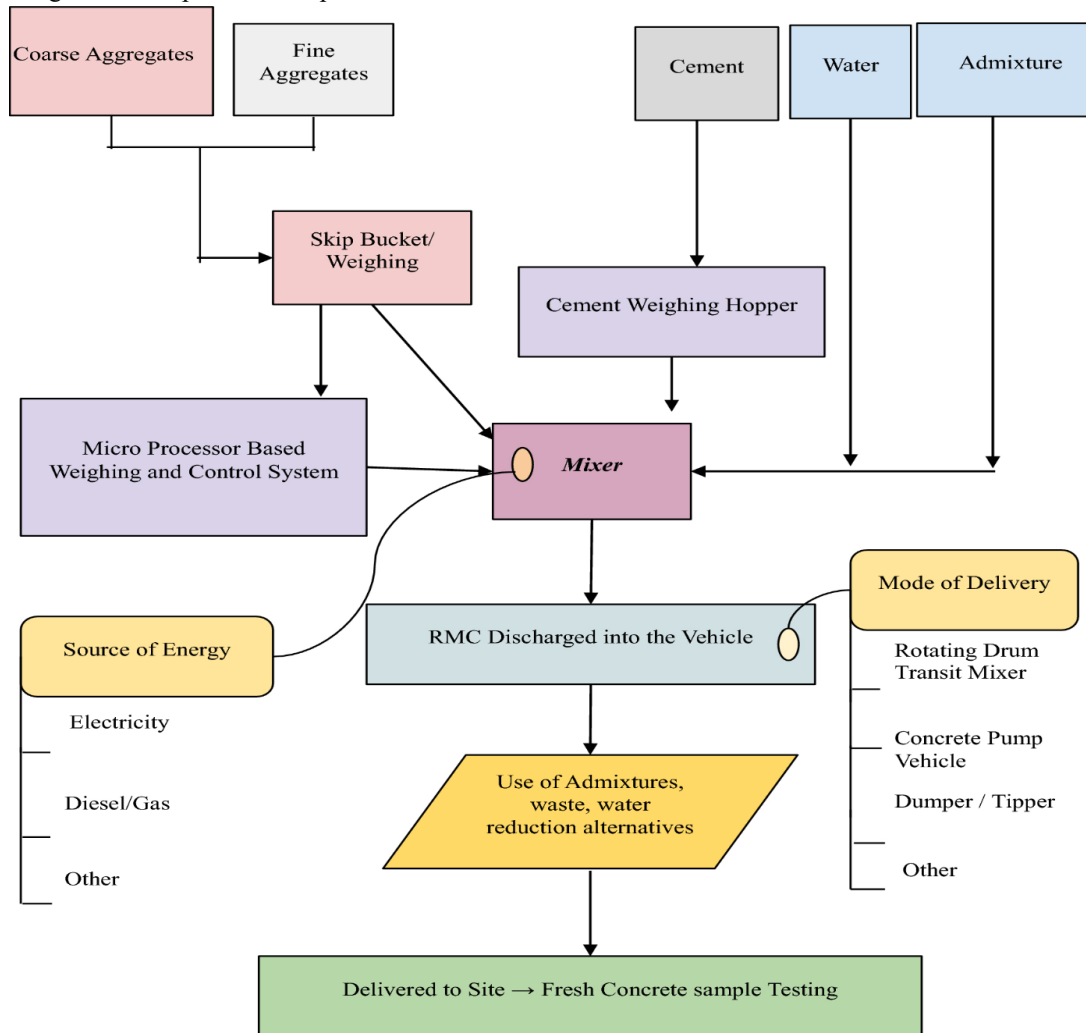 Coarse Aggregates
Fine
Aggregates
Cement
Water
Admixture
Skip Bucket/
Weighing
Cement Weighing Hopper
Micro Processor Based
Weighing and Control System
Mixer
Mode of Delivery
RMC Discharged into the Vehicle
Source of Energy
Rotating Drum
Transit Mixer
Electricity
Concrete Pump
Vehicle
Use of Admixtures,
waste, water
reduction alternatives
Diesel/Gas
Dumper / Tipper
Other
Other
Delivered to Site → Fresh Concrete sample Testing